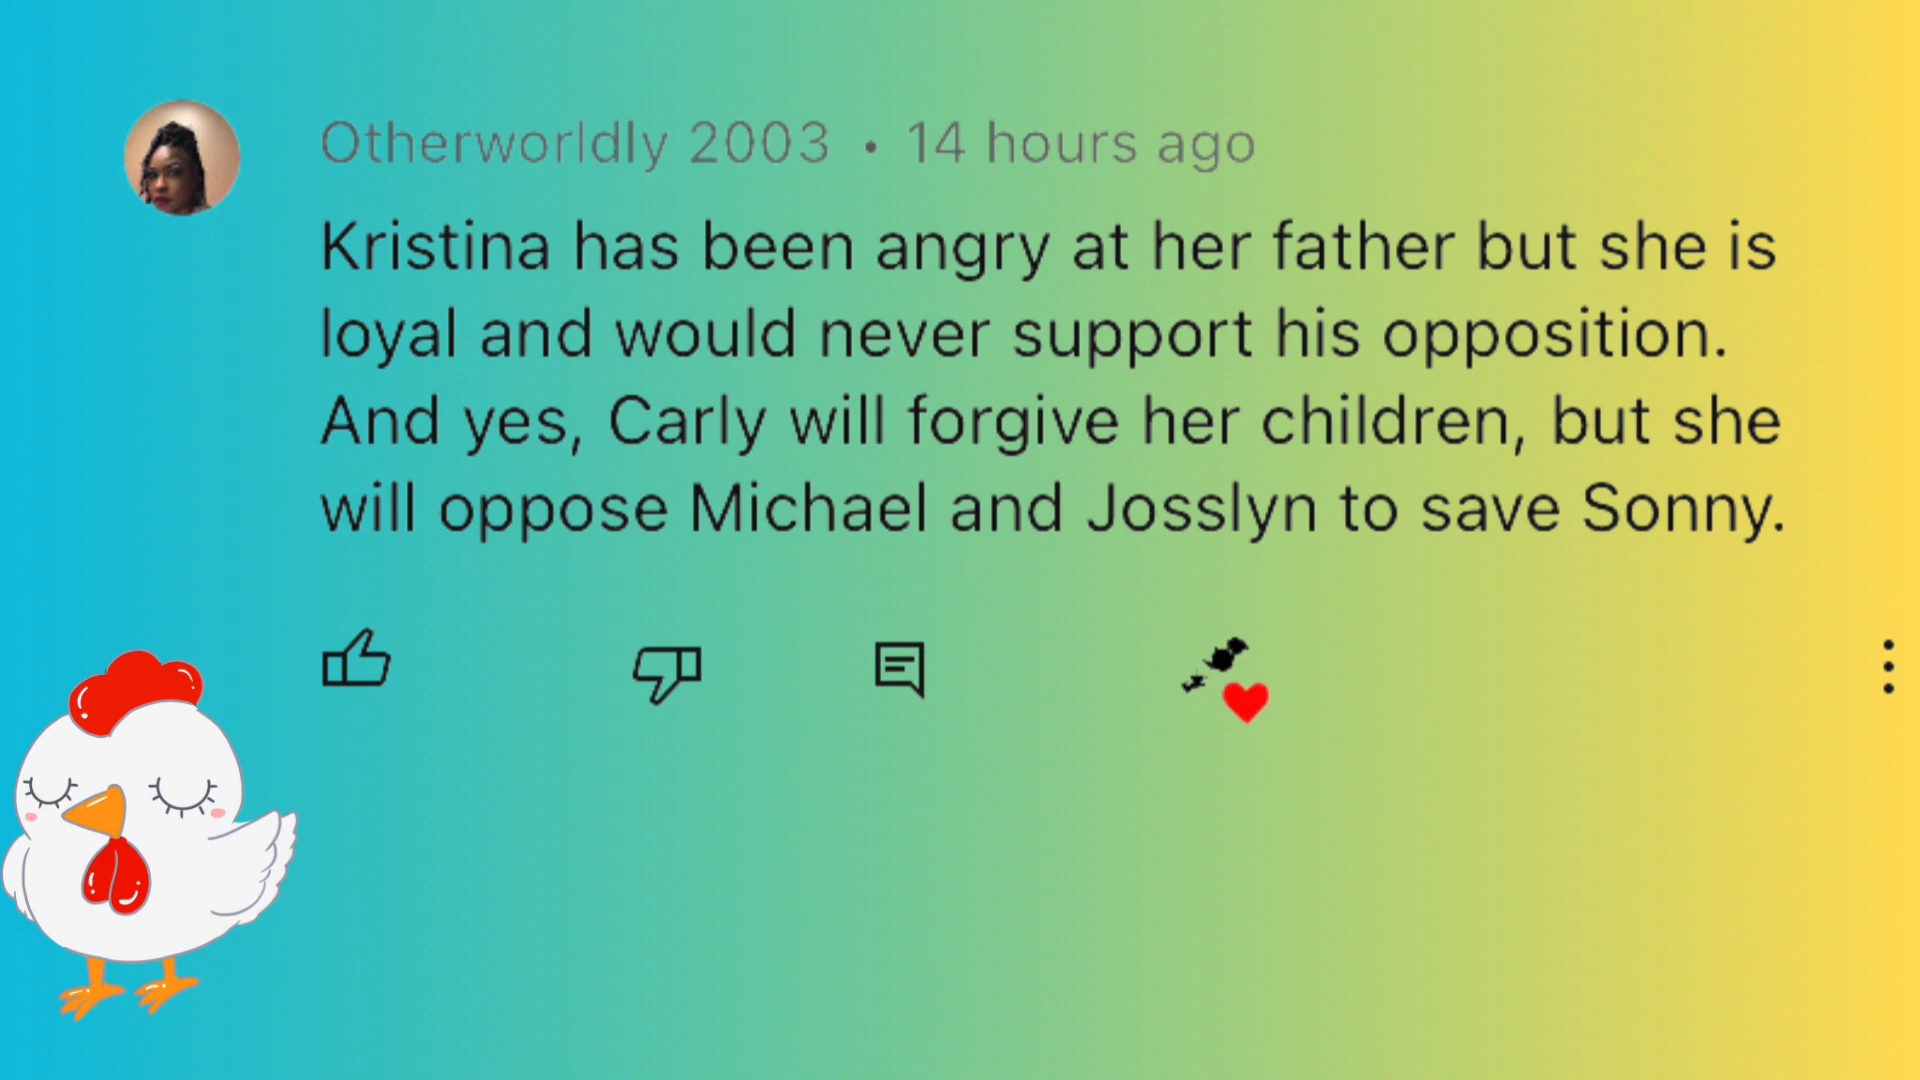 Otherworldly 2003 • 14 hours ago
Kristina has been angry at her father but she is
loyal and would never support his opposition.
And yes, Carly will forgive her children, but she
will oppose Michael and Josslyn to save Sonny.